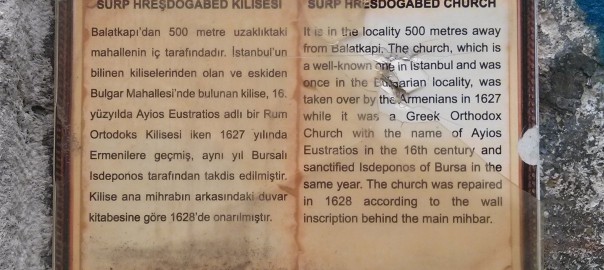 SURP HREŞDOGABED KİLİSESİ
Balatkapı'dan 500 metre uzaklıktaki
mahallenin iç tarafındadır. İstanbul'un
bilinen kiliselerinden olan ve eskiden
Bulgar Mahallesi'nde bulunan kilise, 16.
yüzyılda Ayios Eustratios adlı bir Rum
Ortodoks Kilisesi iken 1627 yılında
Ermenilere geçmiş, aynı yıl Bursalı
Isdeponos tarafından takdis edilmiştir.
Kilise ana mihrabın arkasındaki duvar
kitabesine göre 1628'de onarılmıştır.
SURP HRESDOGABED CHURCH
It is in the locality 500 metres away
from Balatkapı. The church, which is
a well-known one in Istanbul and was
once in the Bulgarian locality, was
taken over by the Armenians in 1627
while it was a Greek Orthodox
Church with the name of Ayios
Eustratios in the 16th century and
sanctified Isdeponos of Bursa in the
same year. The church was repaired
in 1628 according to the wall
inscription behind the main mihbar.